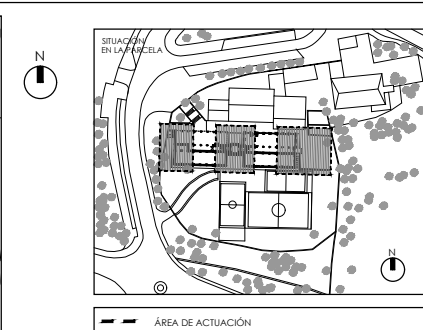 N
SITUACIÓN
EN LA PARCELA
N
ÁREA DE ACTUACIÓN